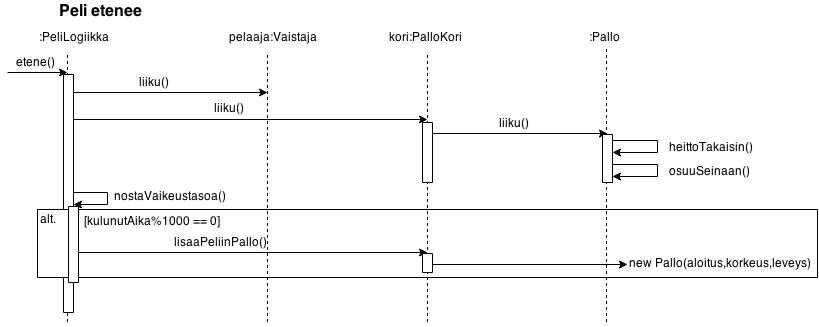 Peli etenee
:PeliLogiikka
pelaaja:Vaistaja
kori:PalloKori
:Pallo
etene()
liiku()
liiku()
liiku()
heittoTakaisin()
osuuSeinaan()
nostaVaikeustasoa()
alt.
[kulunutAika%1000 == 0]
lisaaPeliinPallo()
new Pallo(aloitus,korkeus,leveys)